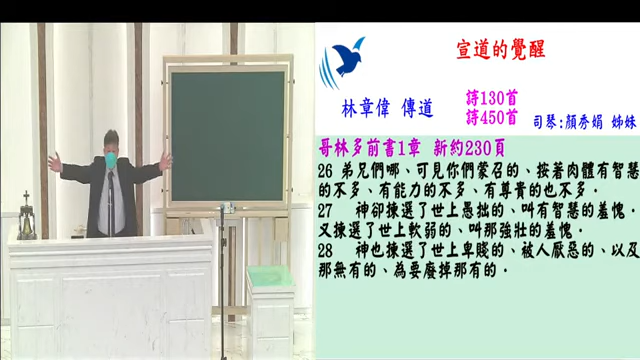 宣道的覺醒
林章偉 傳道
詩130首
詩450首
司琴:顏秀娟 姊妹
哥林多前書1章 新約230頁
26 弟兄們哪、可見你們蒙召的、按著肉體有智慧
的不多、有能力的不多、有尊貴的也不多．
27 神卻揀選了世上愚拙的、叫有智慧的羞愧．
又揀選了世上軟弱的、叫那強壯的羞愧．
28 神也揀選了世上卑賤的、被人厭惡的、以及
那無有的、為要廢掉那有的．